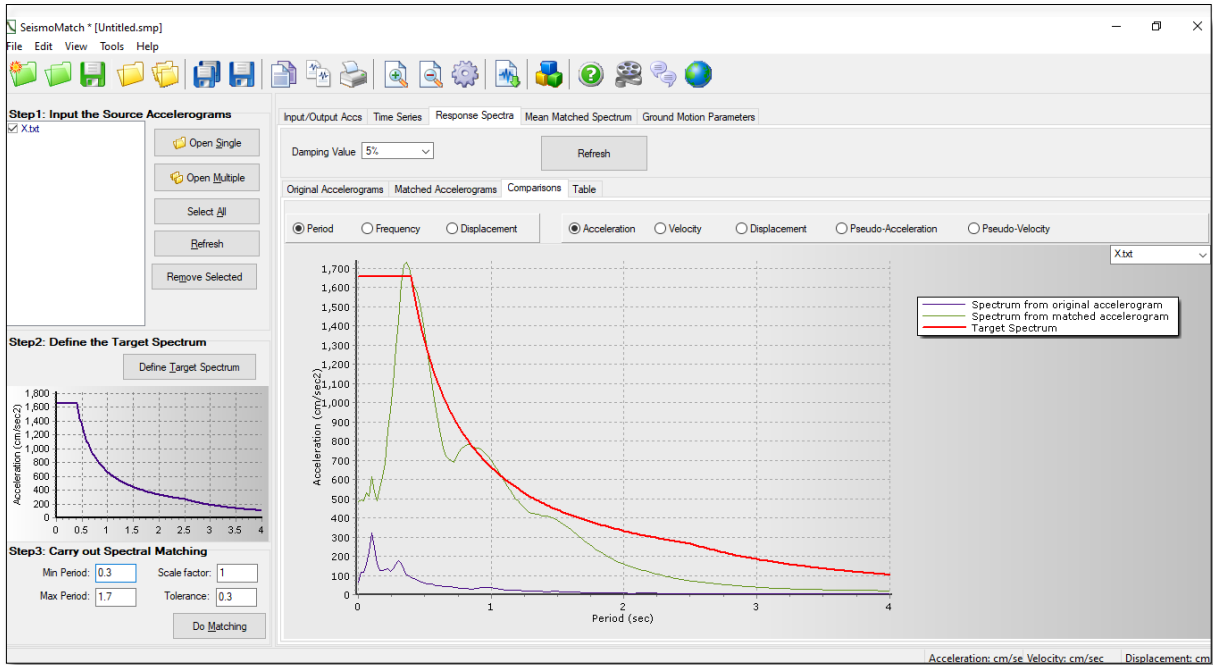 SeismoMatch * [Untitled.smp]
File Edit View Tools Help
Step1: Input the Source Accelerograms
X.txt
Open Single
Open Multiple
Select All
Refresh
Remove Selected
Step2: Define the Target Spectrum
Define Target Spectrum
Acceleration (cm/sec2)
1,800
1,600
1,400
1,200
1,000
800
600
400
200
0
0 0.5 1 1.5 2 2.5 3 3.5 4
Step3: Carry out Spectral Matching
Min Period: 0.3 Scale factor: 1
Max Period: 1.7 Tolerance: 0.3
Do Matching
Input/Output Accs Time Series Response Spectra Mean Matched Spectrum Ground Motion Parameters
Damping Value 5% Refresh
Original Accelerograms Matched Accelerograms Comparisons Table
Period Frequency Displacement Acceleration Velocity Displacement Pseudo-Acceleration Pseudo-Velocity
X.txt
Spectrum from original accelerogram
Spectrum from matched accelerogram
Target Spectrum
Acceleration (cm/sec2)
1,700
1,600
1,500
1,400
1,300
1,200
1,100
1,000
900
800
700
600
500
400
300
200
100
0
0 1 2 3 4
Period (sec)
Acceleration: cm/se Velocity: cm/sec Displacement: cm